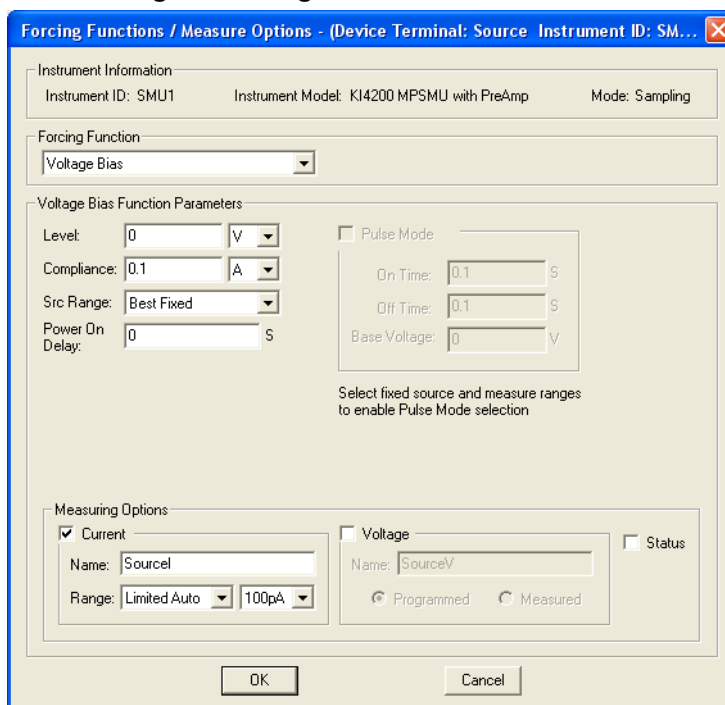 Forcing Functions / Measure Options - (Device Terminal: Source Instrument ID: SM...
Instrument Information
Instrument ID: SMU1 Instrument Model: KI4200 MPSMU with PreAmp Mode: Sampling
Forcing Function
Voltage Bias
Voltage Bias Function Parameters
Level: 0 V
Compliance: 0.1 A
Src Range: Best Fixed
Power On Delay: 0 S
Pulse Mode
On Time: 0.1 S
Off Time: 0.1 S
Base Voltage: 0 V
Select fixed source and measure ranges
to enable Pulse Mode selection
Measuring Options
Current
Name: SourceI
Range: Limited Auto 100pA
Voltage
Name: SourceV
Programmed Measured
Status
OK Cancel